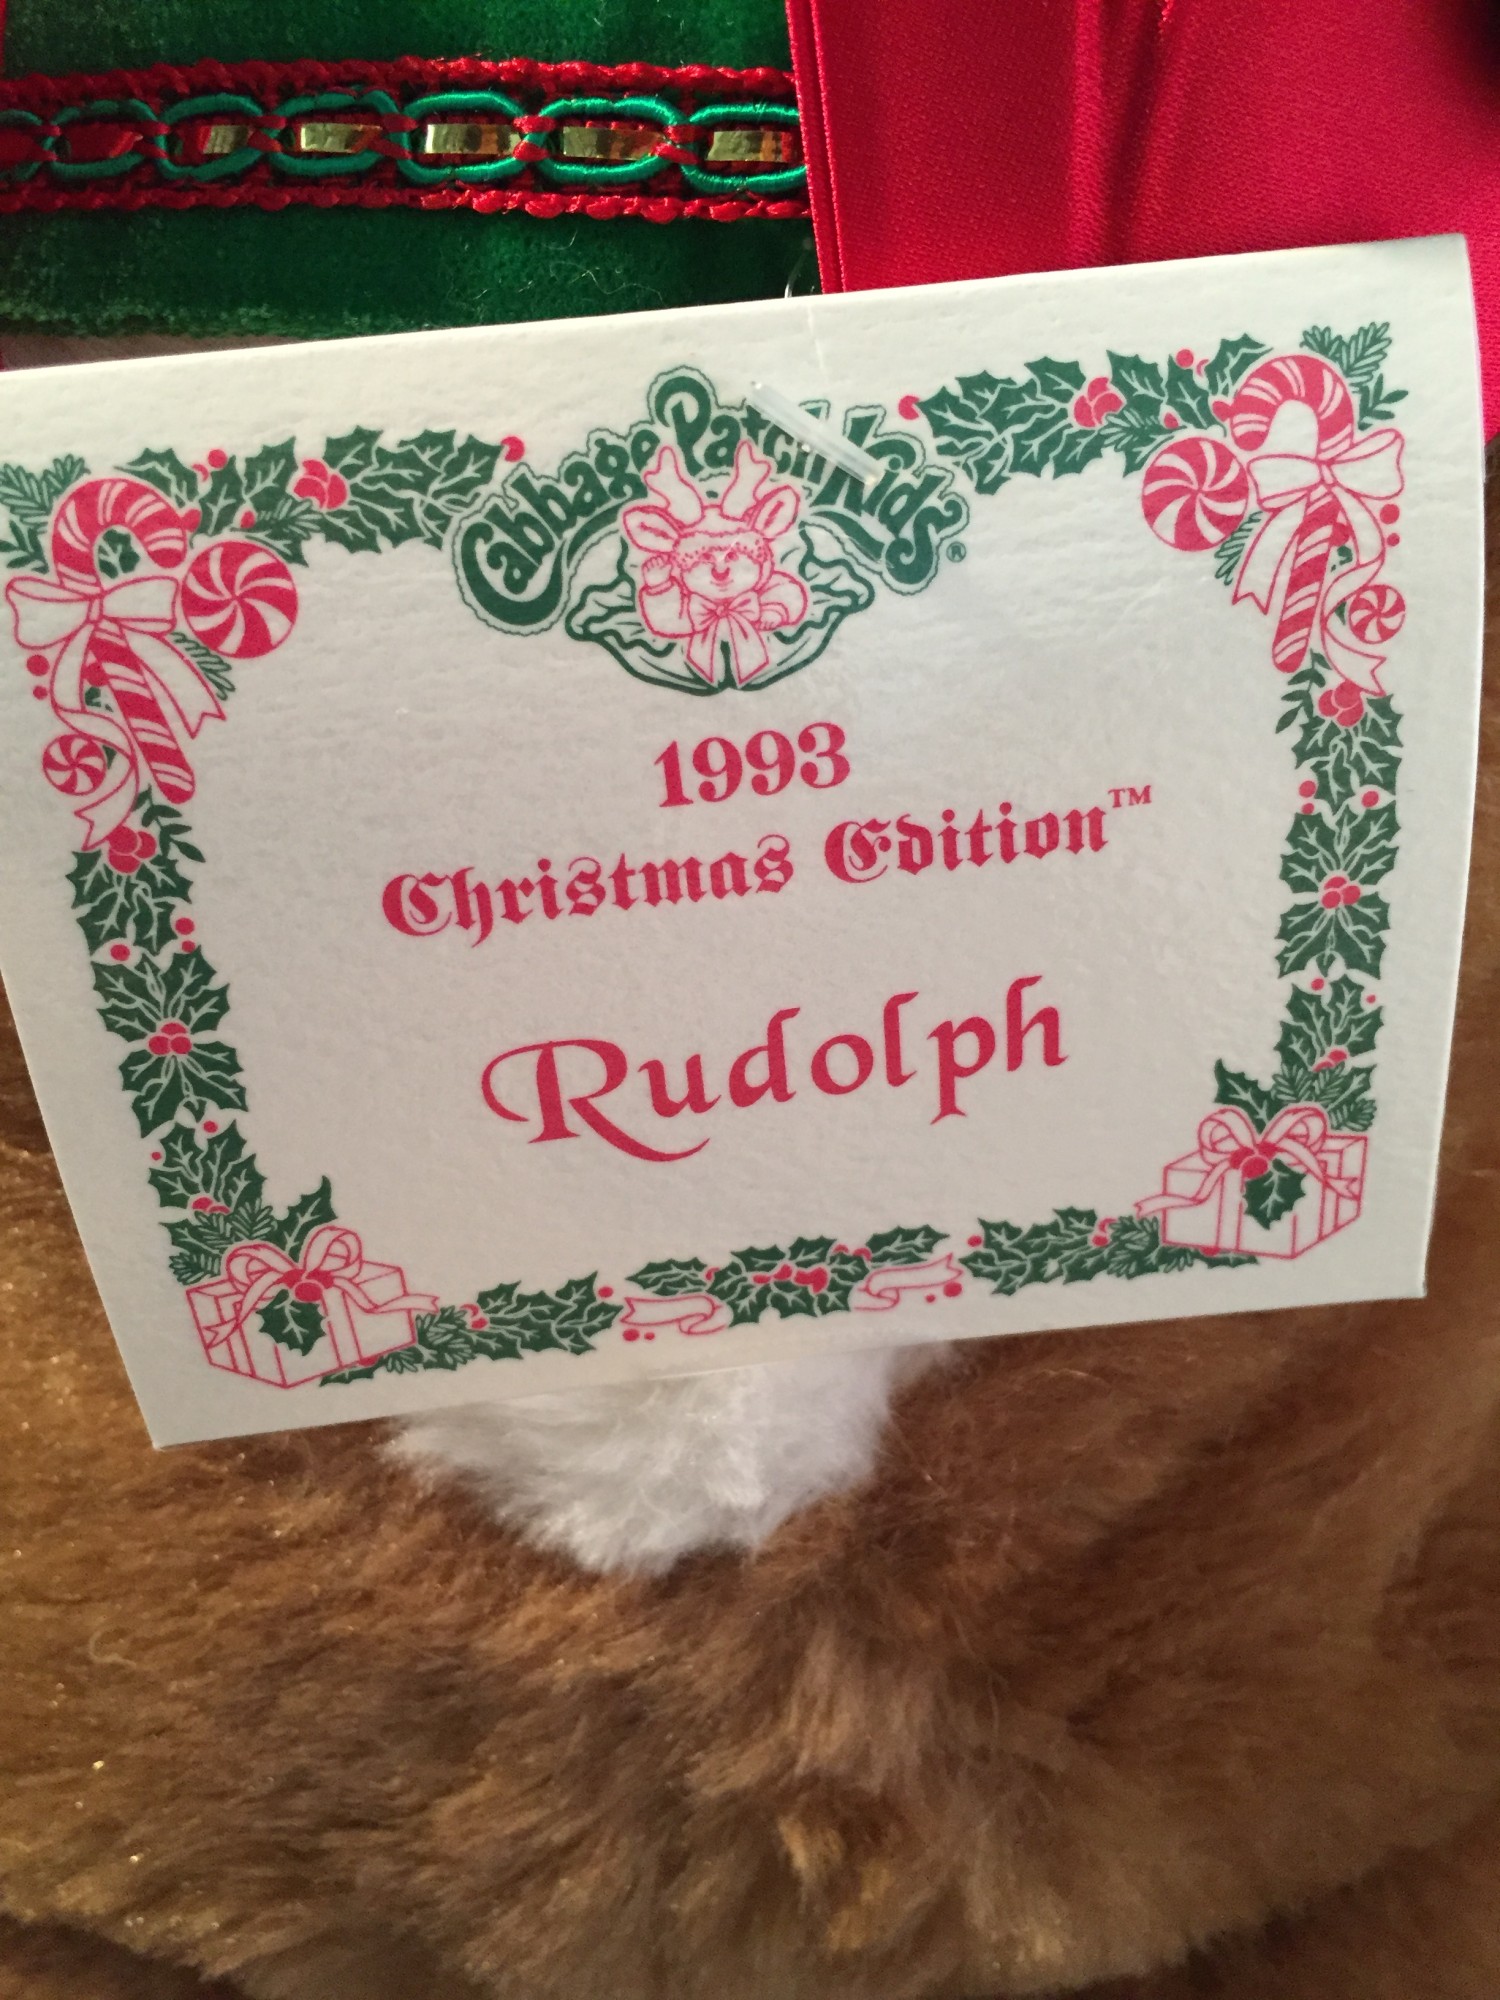 Cabbage Patch Kids®
1993
Christmas Edition™
Rudolph